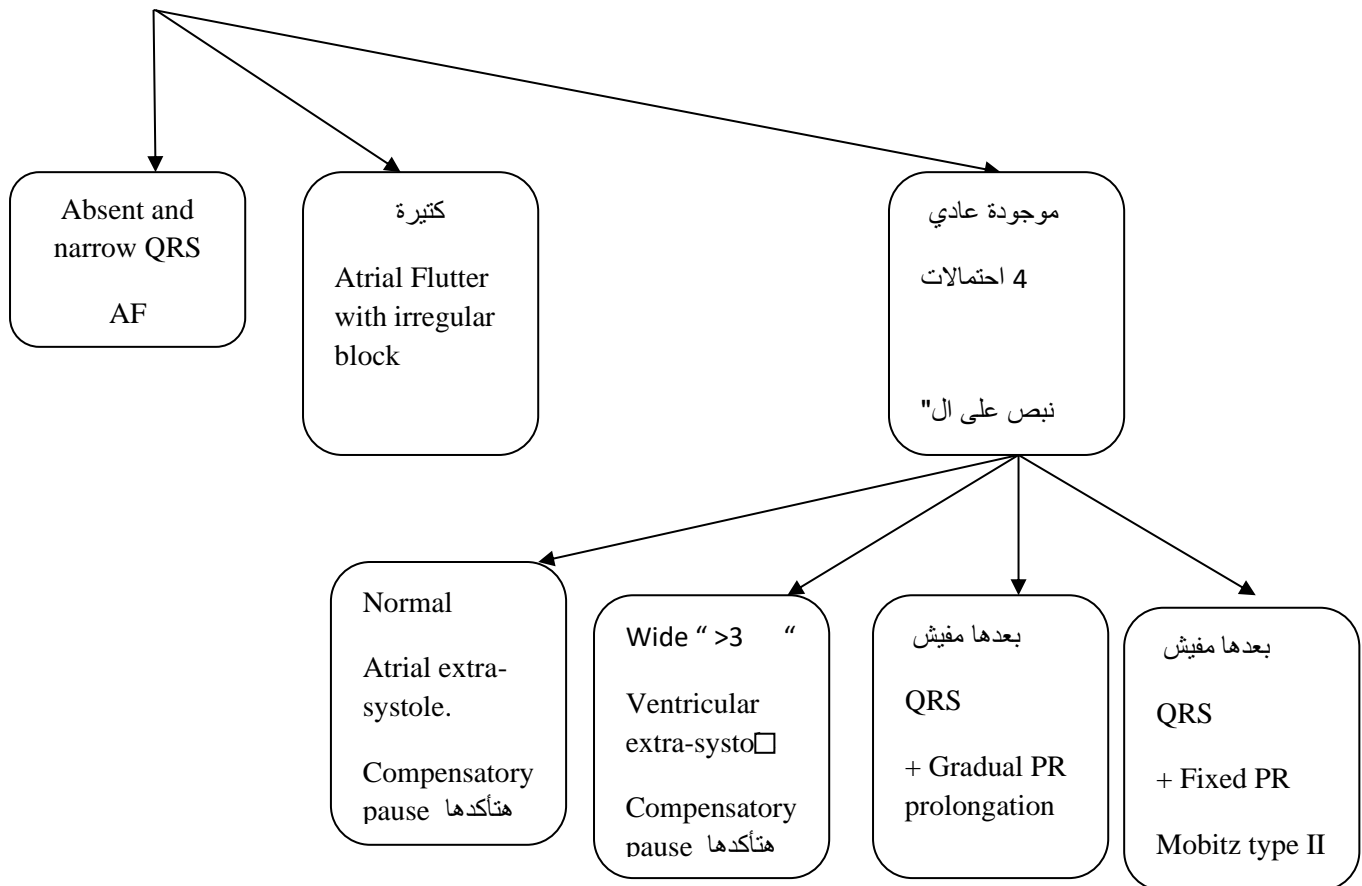 Absent and
narrow QRS
AF
كتيرة
Atrial Flutter
with irregular
block
موجودة عادي
4 احتمالات
نبص على ال"
Normal
Atrial extra-
systole.
Compensatory
pause هتأكدها
Wide “ >3 “
Ventricular
extra-systo
Compensatory
pause هتأكدها
بعدها مفيش
QRS
+ Gradual PR
prolongation
بعدها مفيش
QRS
+ Fixed PR
Mobitz type II